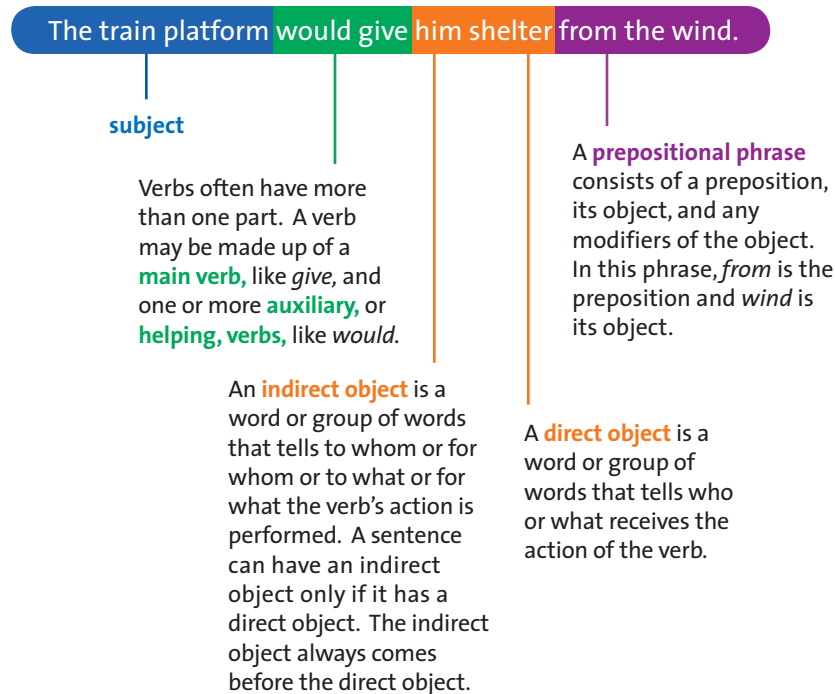 The train platform would give him shelter from the wind.
subject
Verbs often have more
than one part. A verb
may be made up of a
main verb, like give, and
one or more auxiliary, or
helping, verbs, like would.
An indirect object is a
word or group of words
that tells to whom or for
whom or to what or for
what the verb's action is
performed. A sentence
can have an indirect
object only if it has a
direct object. The indirect
object always comes
before the direct object.
A direct object is a
word or group of
words that tells who
or what receives the
action of the verb.
A prepositional phrase
consists of a preposition,
its object, and any
modifiers of the object.
In this phrase, from is the
preposition and wind is
its object.